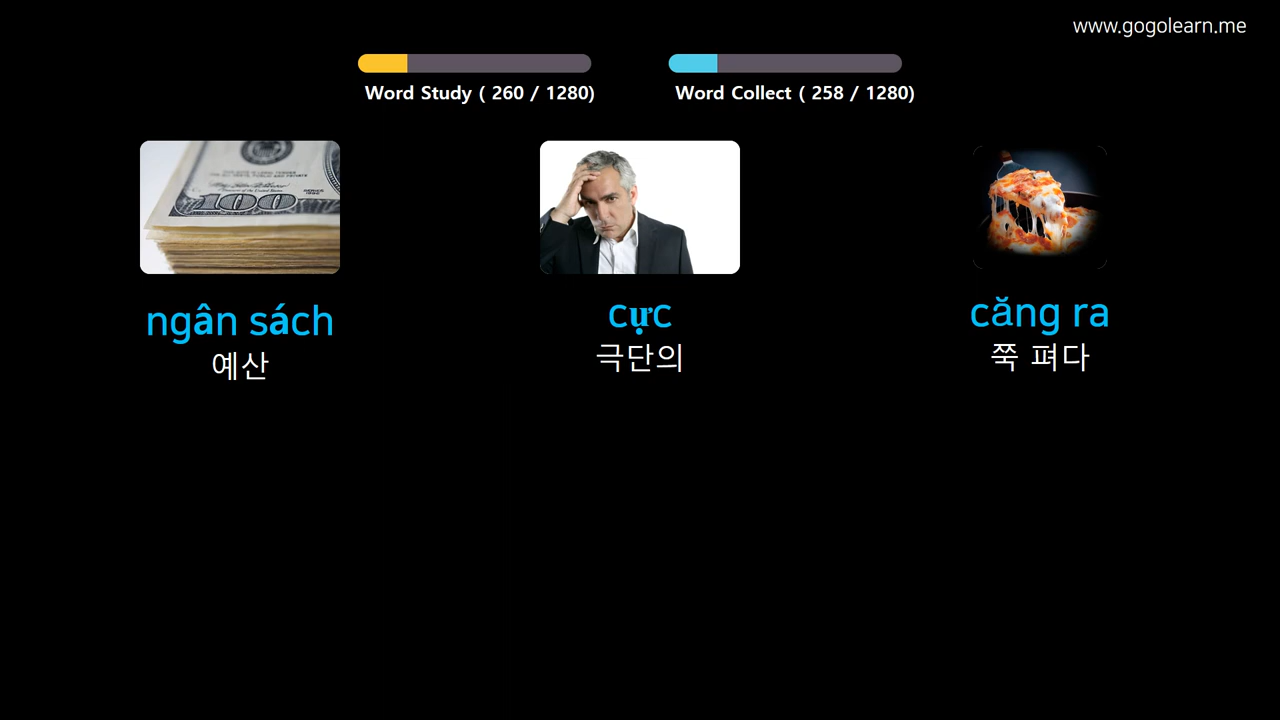 www.gogolearn.me
Word Study ( 260 / 1280)
Word Collect ( 258 / 1280)
100
ngân sách
예산
cực
극단의
căng ra
쭉 펴다